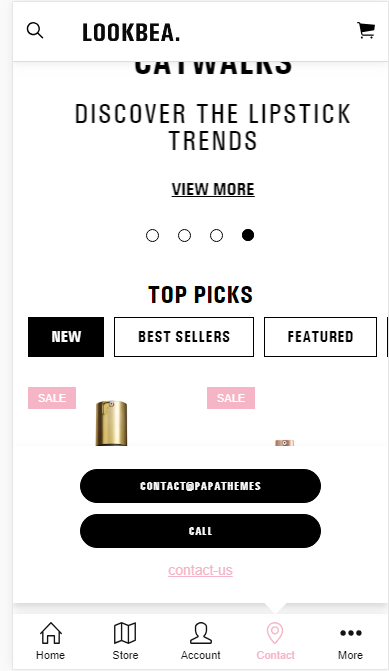 LOOKBEA.
CATWALKS
DISCOVER THE LIPSTICK
TRENDS
VIEW MORE
TOP PICKS
NEW
BEST SELLERS
FEATURED
SALE
SALE
CONTACT@PAPATHEMES
CALL
contact-us
Home
Store
Account
Contact
More